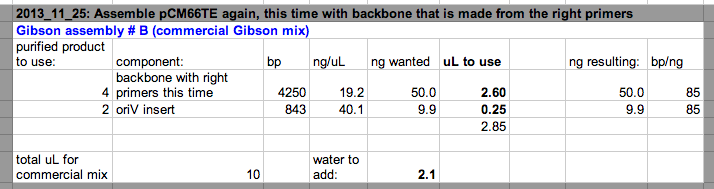 2013_11_25: Assemble pCM66TE again, this time with backbone that is made from the right primers
Gibson assembly # B (commercial Gibson mix)
purified product
to use: component: bp ng/uL ng wanted uL to use ng resulting: bp/ng
backbone with right
4 primers this time 4250 19.2 50.0 2.60 50.0 85
2 oriV insert 843 40.1 9.9 0.25 9.9 85
2.85
total uL for water to
commercial mix 10 add: 2.1